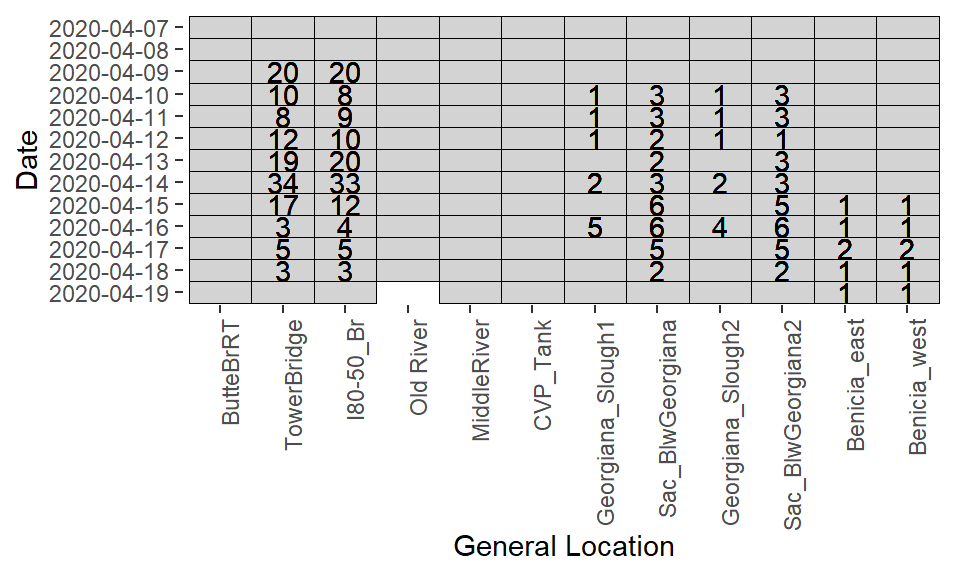 2020-04-07
2020-04-08
2020-04-09 20 20
2020-04-10 10 8 1 3 1 3
2020-04-11 8 9 1 3 1 3
2020-04-12 12 10 1 2 1 1
2020-04-13 19 20 2 3
2020-04-14 34 33 2 3 2 3
2020-04-15 17 12 6 5 1 1
2020-04-16 3 4 5 6 4 6 1 1
2020-04-17 5 5 5 5 2 2
2020-04-18 3 3 2 2 1 1
2020-04-19 1 1
Date
ButteBrRT
TowerBridge
I80-50_Br
Old River
MiddleRiver
CVP_Tank
Georgiana_Slough1
Sac_BlwGeorgiana
Georgiana_Slough2
Sac_BlwGeorgiana2
Benicia_east
Benicia_west
General Location